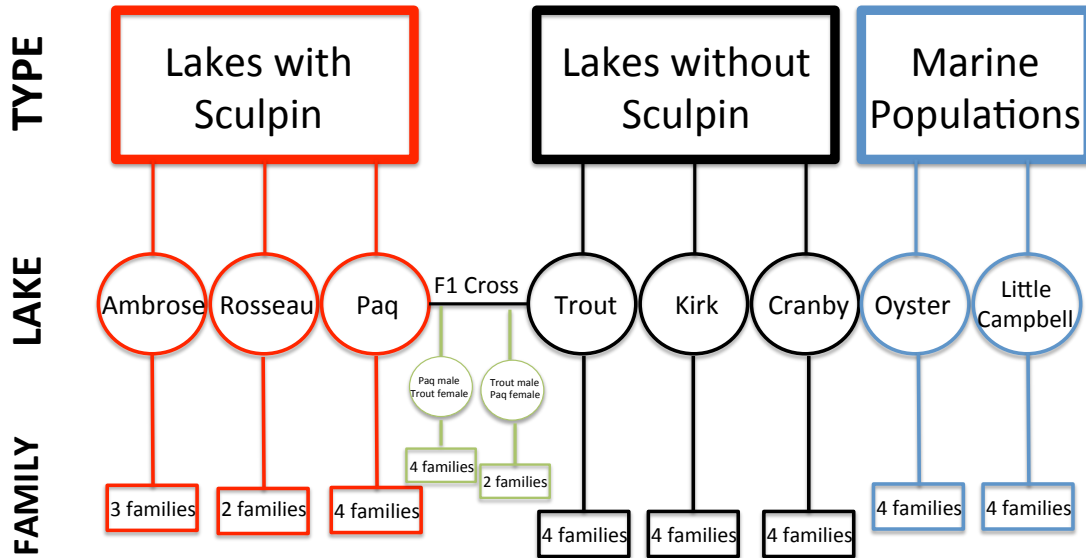 TYPE
Lakes with
Sculpin
Lakes without
Sculpin
Marine
Populations
LAKE
Ambrose
Rosseau
Paq
F1 Cross
Trout
Kirk
Cranby
Oyster
Little
Campbell
Paq male
Trout female
Trout male
Paq female
FAMILY
3 families
2 families
4 families
4 families
2 families
4 families
4 families
4 families
4 families
4 families